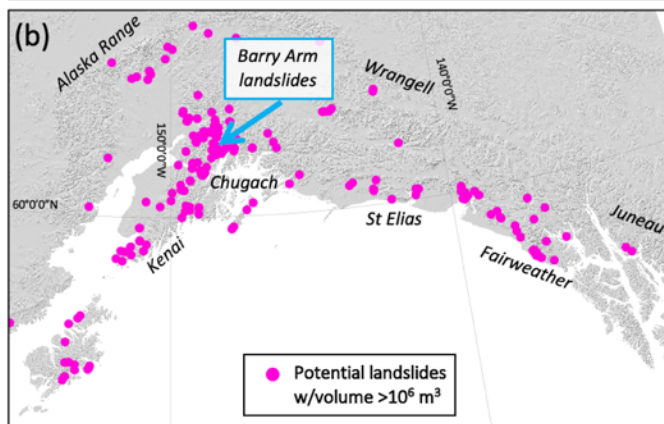 (b)
Alaska Range
Barry Arm
landslides
Wrangell
140°0'0"W
150°0'0"W
60°0'0"N
Chugach
St Elias
Juneau
Kenai
Fairweather
Potential landslides
w/volume >10⁶ m³